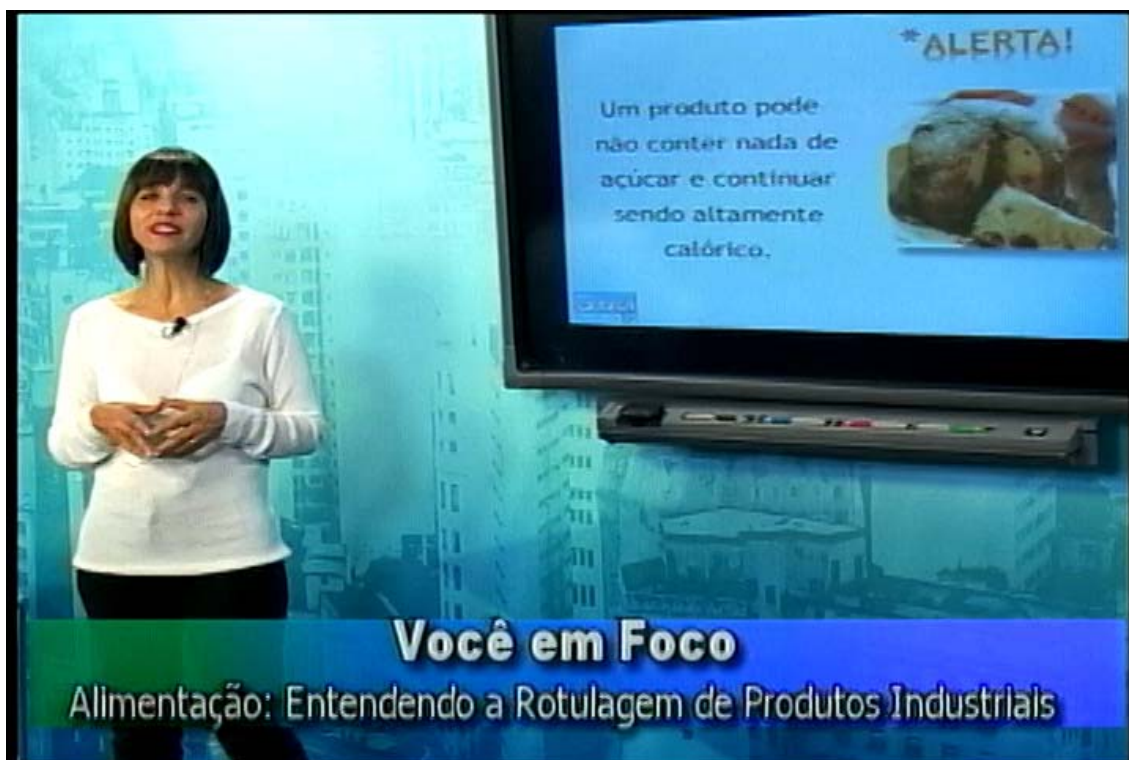 *ALERTA!
Um produto pode
não conter nada de
açúcar e continuar
sendo altamente
calórico.
Você em Foco
Alimentação: Entendendo a Rotulagem de Produtos Industriais